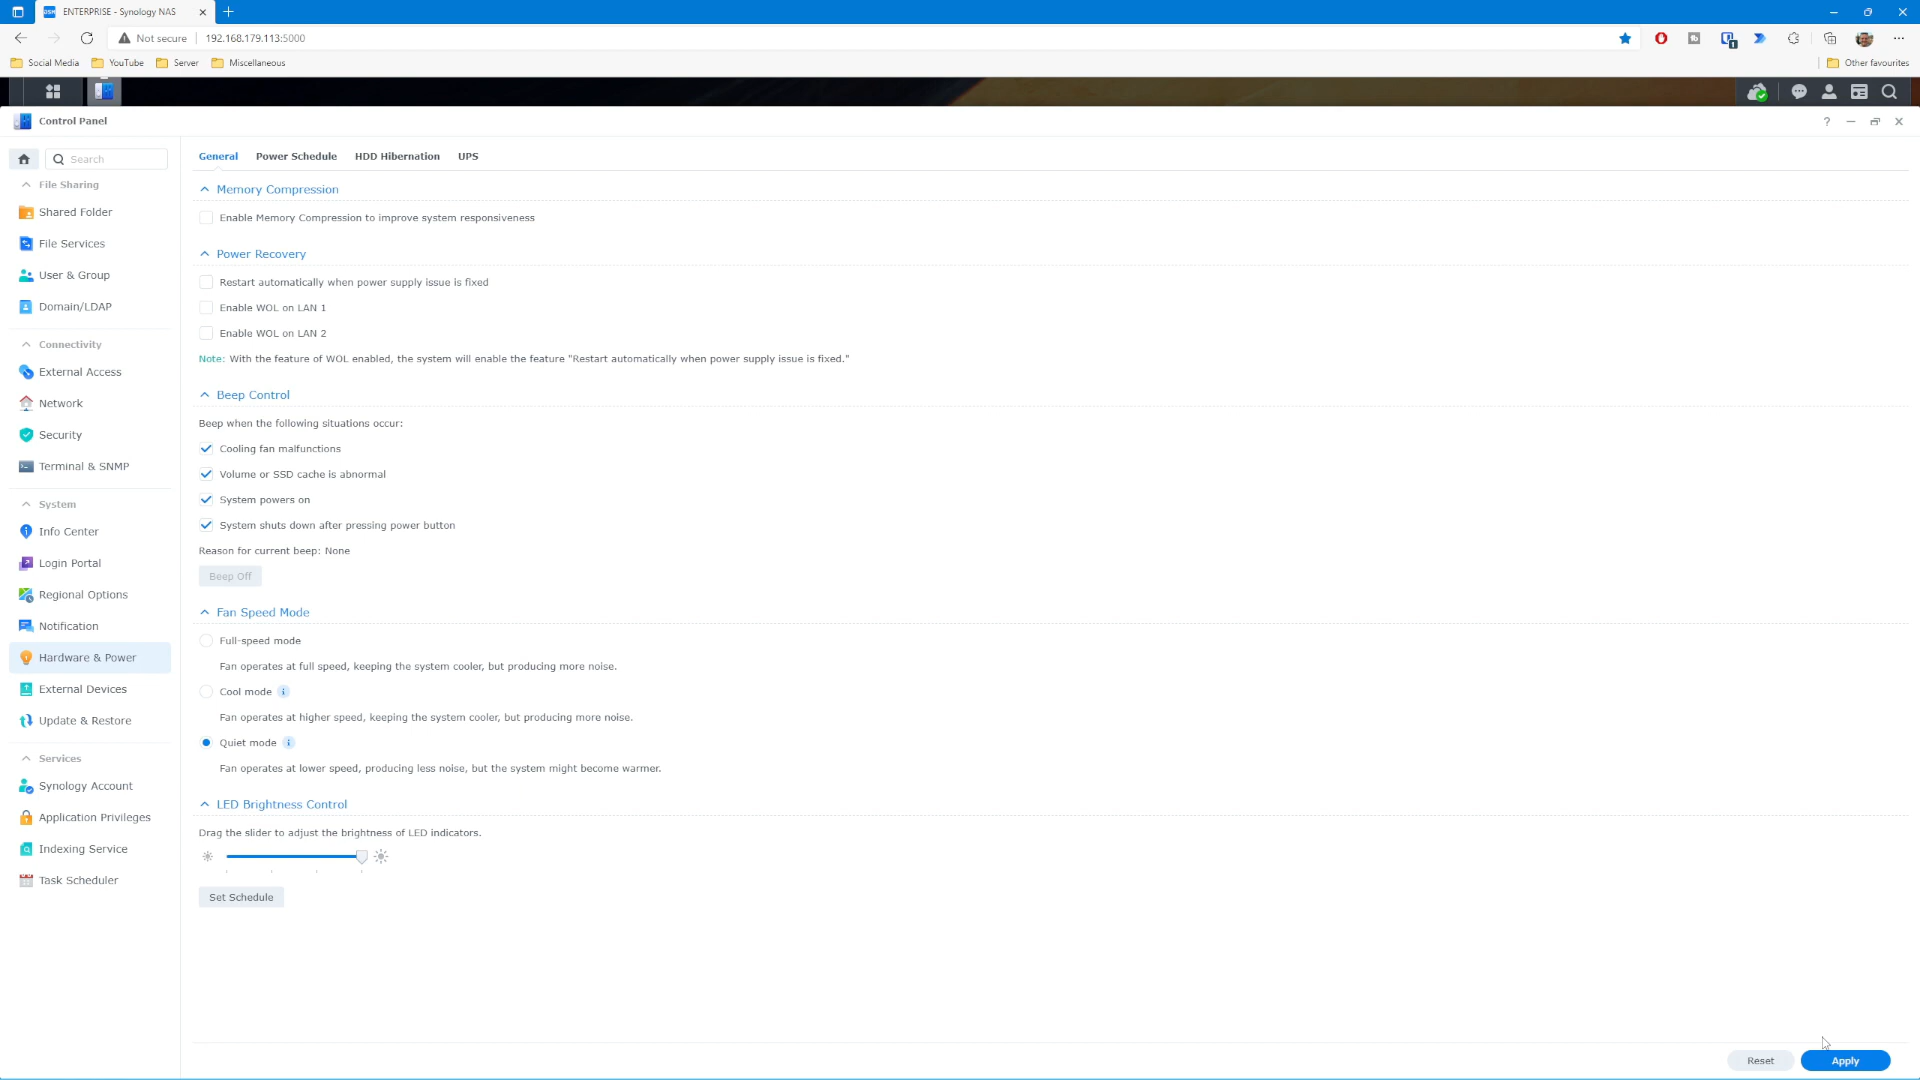 ENTERPRISE - Synology NAS
Not secure
192.168.179.113:5000
Social Media
YouTube
Server
Miscellaneous
Other favourites
Control Panel
Search
File Sharing
Shared Folder
File Services
User & Group
Domain/LDAP
Connectivity
External Access
Network
Security
Terminal & SNMP
System
Info Center
Login Portal
Regional Options
Notification
Hardware & Power
External Devices
Update & Restore
Services
Synology Account
Application Privileges
Indexing Service
Task Scheduler
General Power Schedule HDD Hibernation UPS
Memory Compression
Enable Memory Compression to improve system responsiveness
Power Recovery
Restart automatically when power supply issue is fixed
Enable WOL on LAN 1
Enable WOL on LAN 2
Note: With the feature of WOL enabled, the system will enable the feature "Restart automatically when power supply issue is fixed."
Beep Control
Beep when the following situations occur:
Cooling fan malfunctions
Volume or SSD cache is abnormal
System powers on
System shuts down after pressing power button
Reason for current beep: None
Beep Off
Fan Speed Mode
Full-speed mode
Fan operates at full speed, keeping the system cooler, but producing more noise.
Cool mode
Fan operates at higher speed, keeping the system cooler, but producing more noise.
Quiet mode
Fan operates at lower speed, producing less noise, but the system might become warmer.
LED Brightness Control
Drag the slider to adjust the brightness of LED indicators.
Set Schedule
Reset
Apply